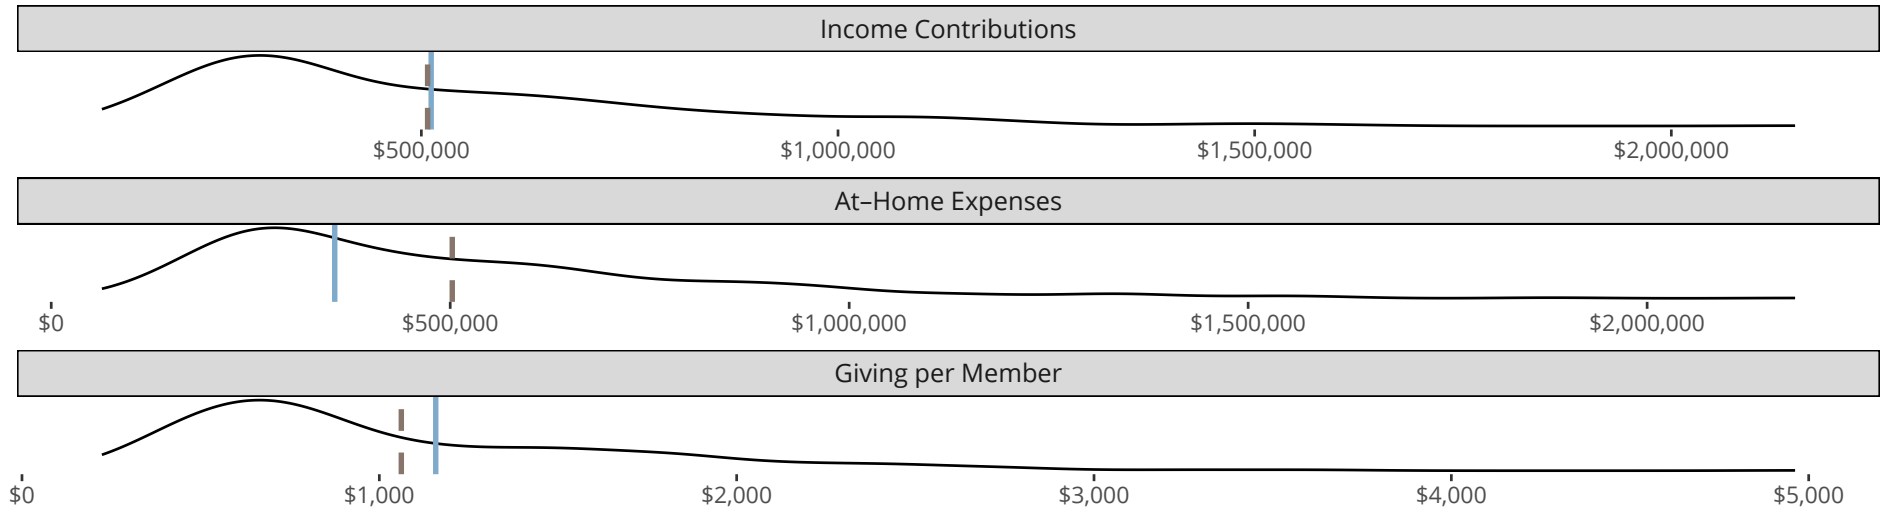 Income Contributions
$500,000 $1,000,000 $1,500,000 $2,000,000
At–Home Expenses
$0 $500,000 $1,000,000 $1,500,000 $2,000,000
Giving per Member
$0 $1,000 $2,000 $3,000 $4,000 $5,000